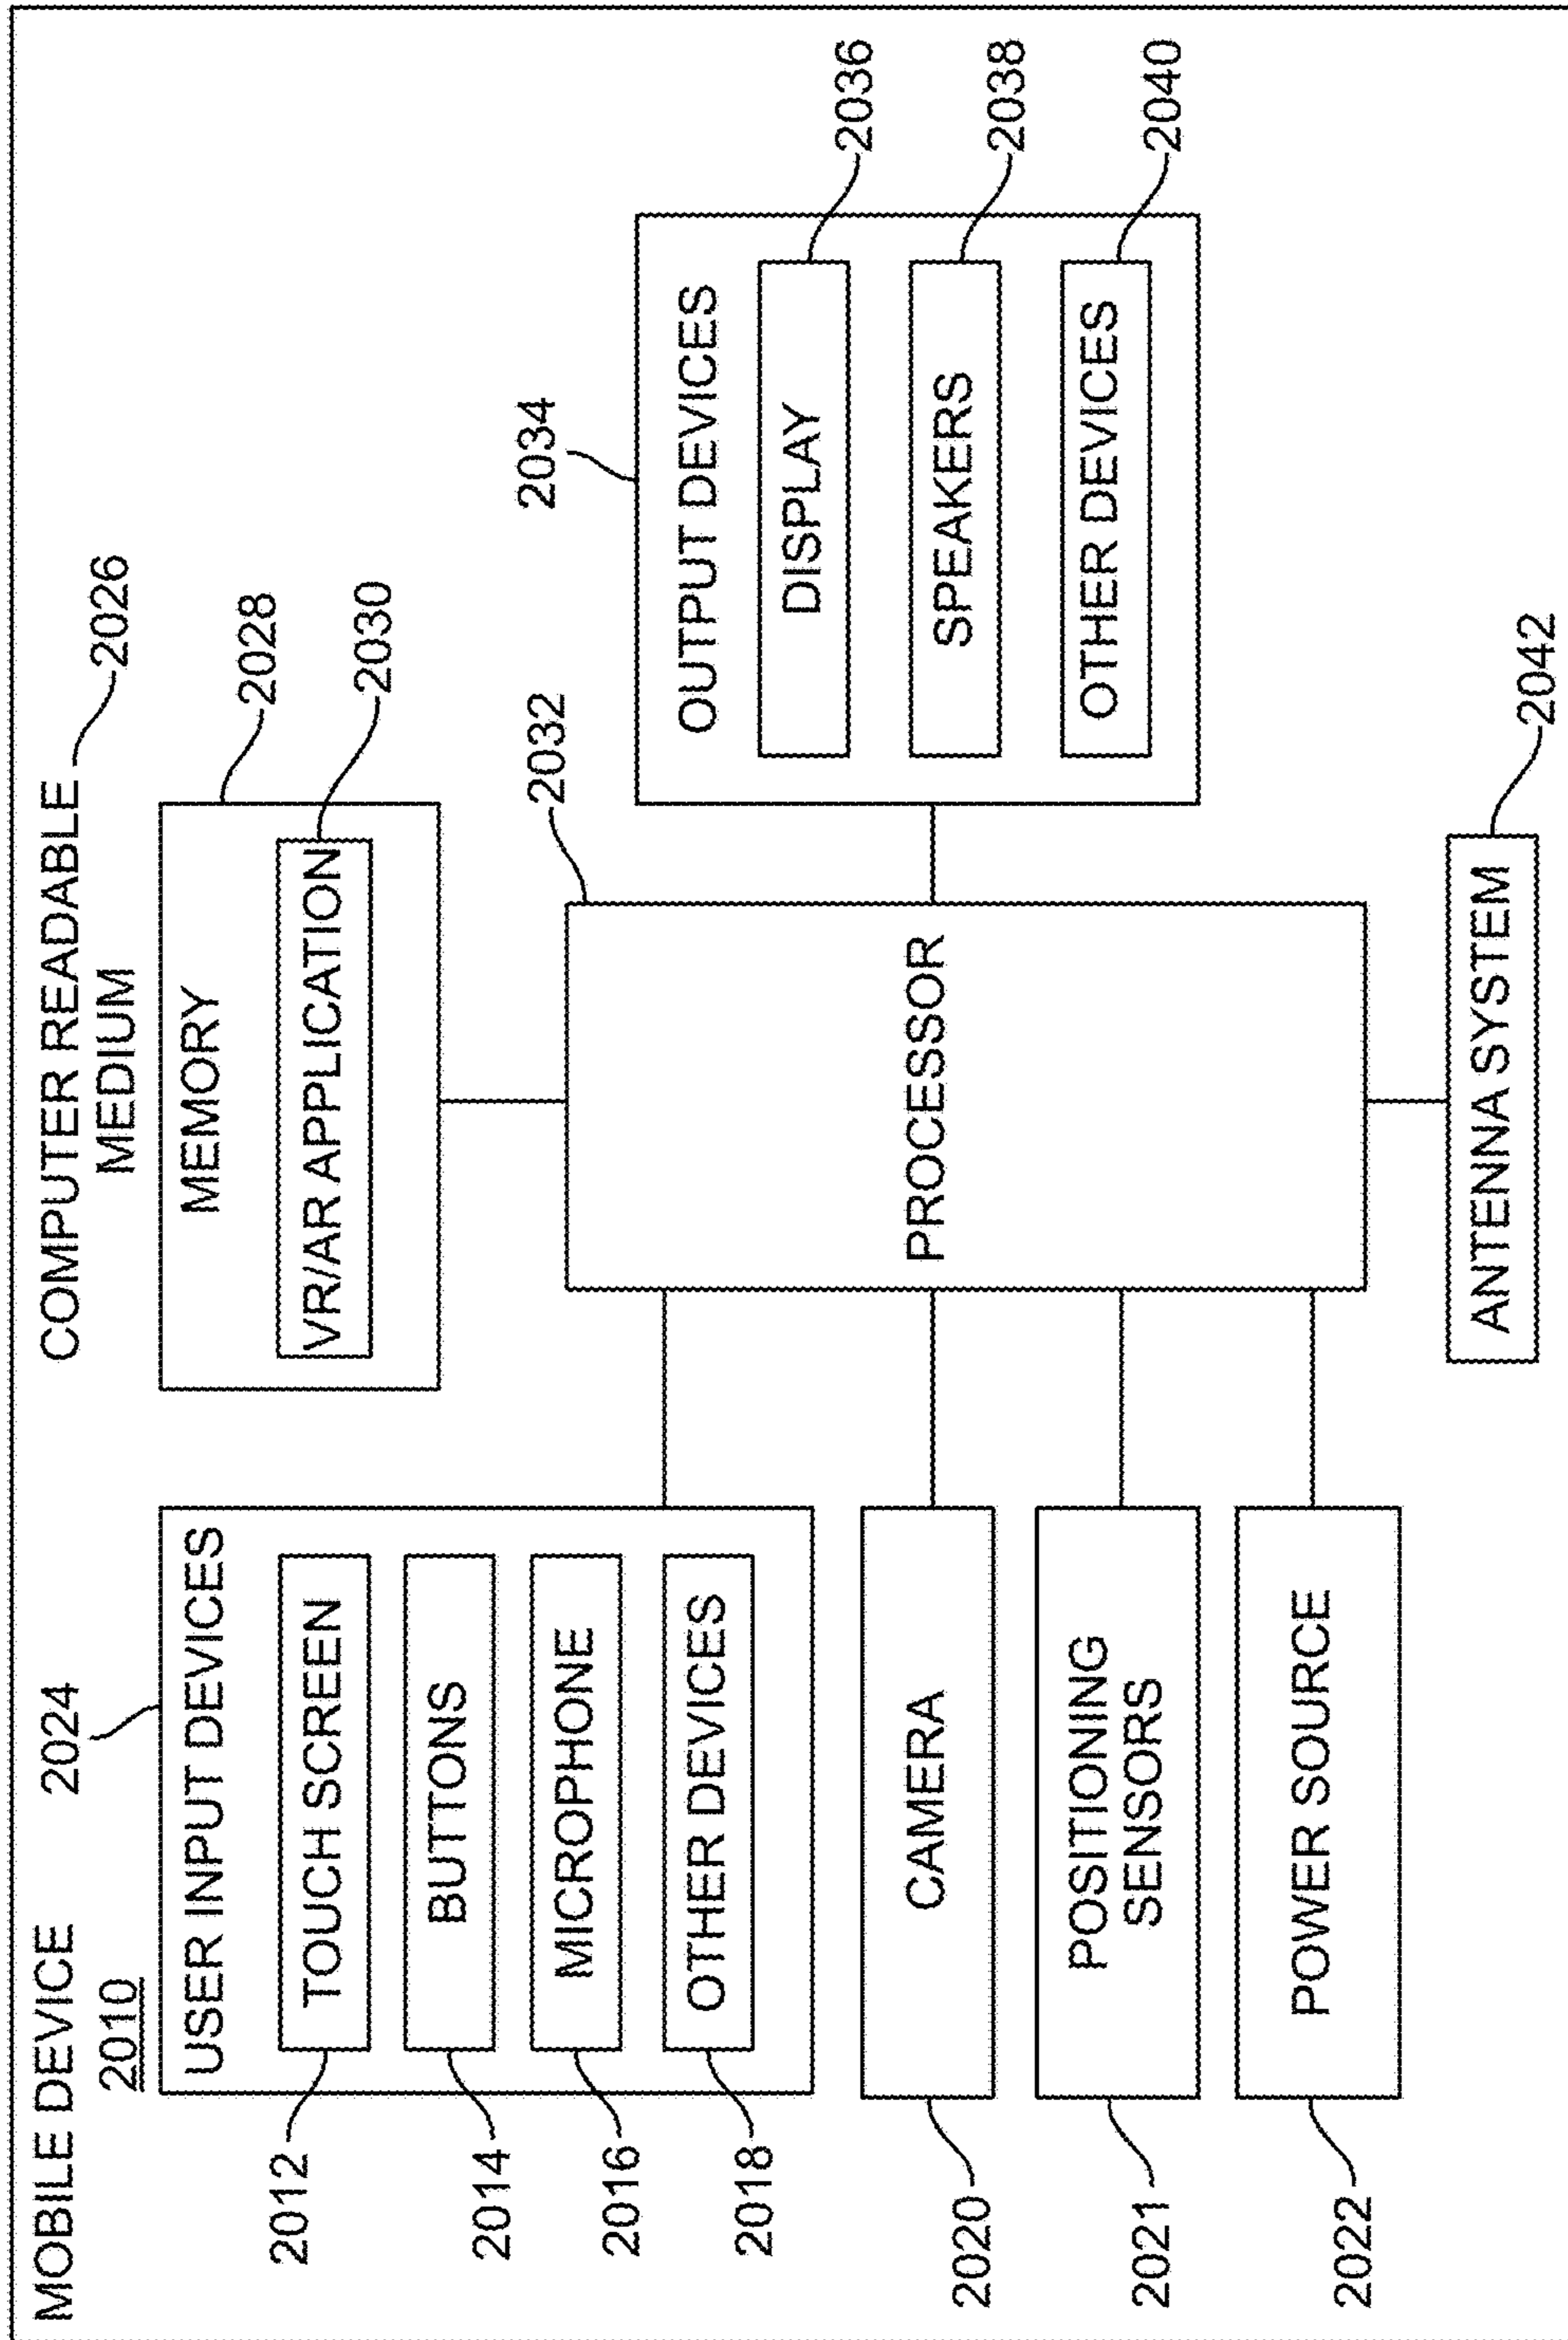 MOBILE DEVICE
2010
2024
USER INPUT DEVICES
TOUCH SCREEN
BUTTONS
MICROPHONE
OTHER DEVICES
2012
2014
2016
2018
CAMERA
2020
POSITIONING
SENSORS
2021
POWER SOURCE
2022
COMPUTER READABLE
MEDIUM
2026
MEMORY
2028
VR/AR APPLICATION
2030
PROCESSOR
2032
ANTENNA SYSTEM
2042
2034
OUTPUT DEVICES
DISPLAY
2036
SPEAKERS
2038
OTHER DEVICES
2040